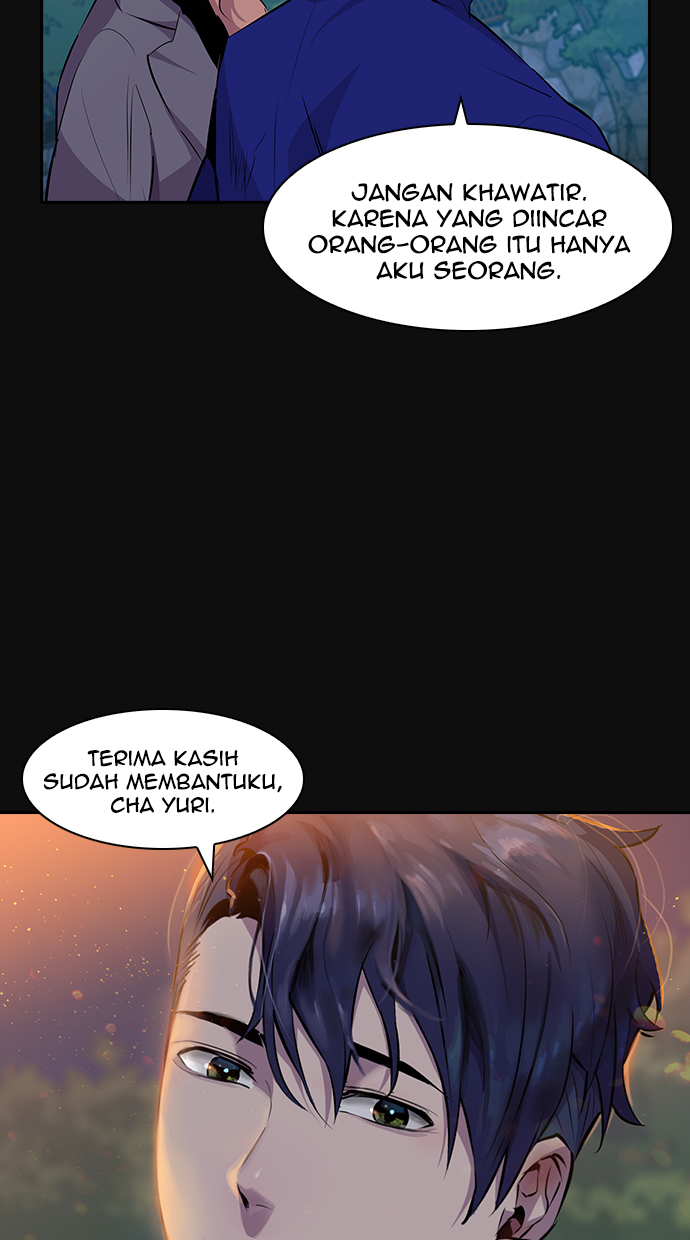 JANGAN KHAWATIR.
KARENA YANG DIINCAR
ORANG-ORANG ITU HANYA
AKU SEORANG.
TERIMA KASIH
SUDAH MEMBANTUKU,
CHA YURI.